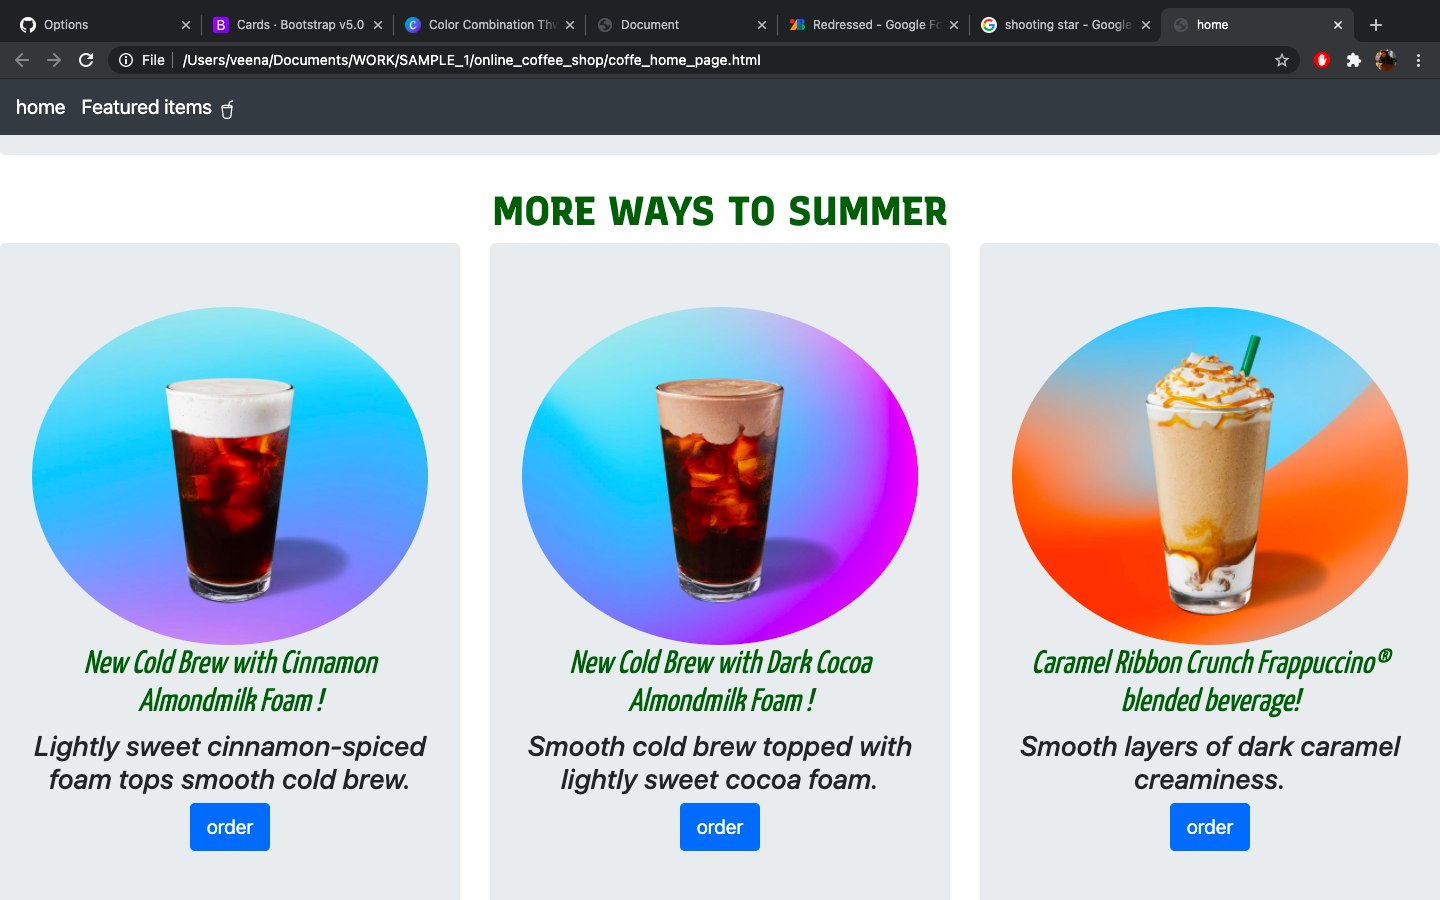 Options
Cards · Bootstrap v5.0
Color Combination Thv
Document
Redressed - Google Fo
shooting star - Google
home
File
/Users/veena/Documents/WORK/SAMPLE_1/online_coffee_shop/coffe_home_page.html
home Featured items
MORE WAYS TO SUMMER
New Cold Brew with Cinnamon
Almondmilk Foam !
Lightly sweet cinnamon-spiced
foam tops smooth cold brew.
order
New Cold Brew with Dark Cocoa
Almondmilk Foam !
Smooth cold brew topped with
lightly sweet cocoa foam.
order
Caramel Ribbon Crunch Frappuccino®
blended beverage!
Smooth layers of dark caramel
creaminess.
order